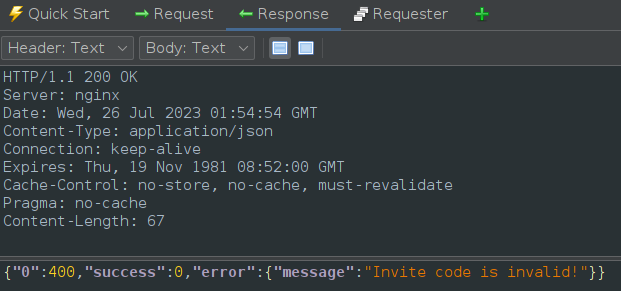 Quick Start Request Response Requester
Header: Text Body: Text
HTTP/1.1 200 OK
Server: nginx
Date: Wed, 26 Jul 2023 01:54:54 GMT
Content-Type: application/json
Connection: keep-alive
Expires: Thu, 19 Nov 1981 08:52:00 GMT
Cache-Control: no-store, no-cache, must-revalidate
Pragma: no-cache
Content-Length: 67
{"0":400,"success":0,"error":{"message":"Invite code is invalid!"}}